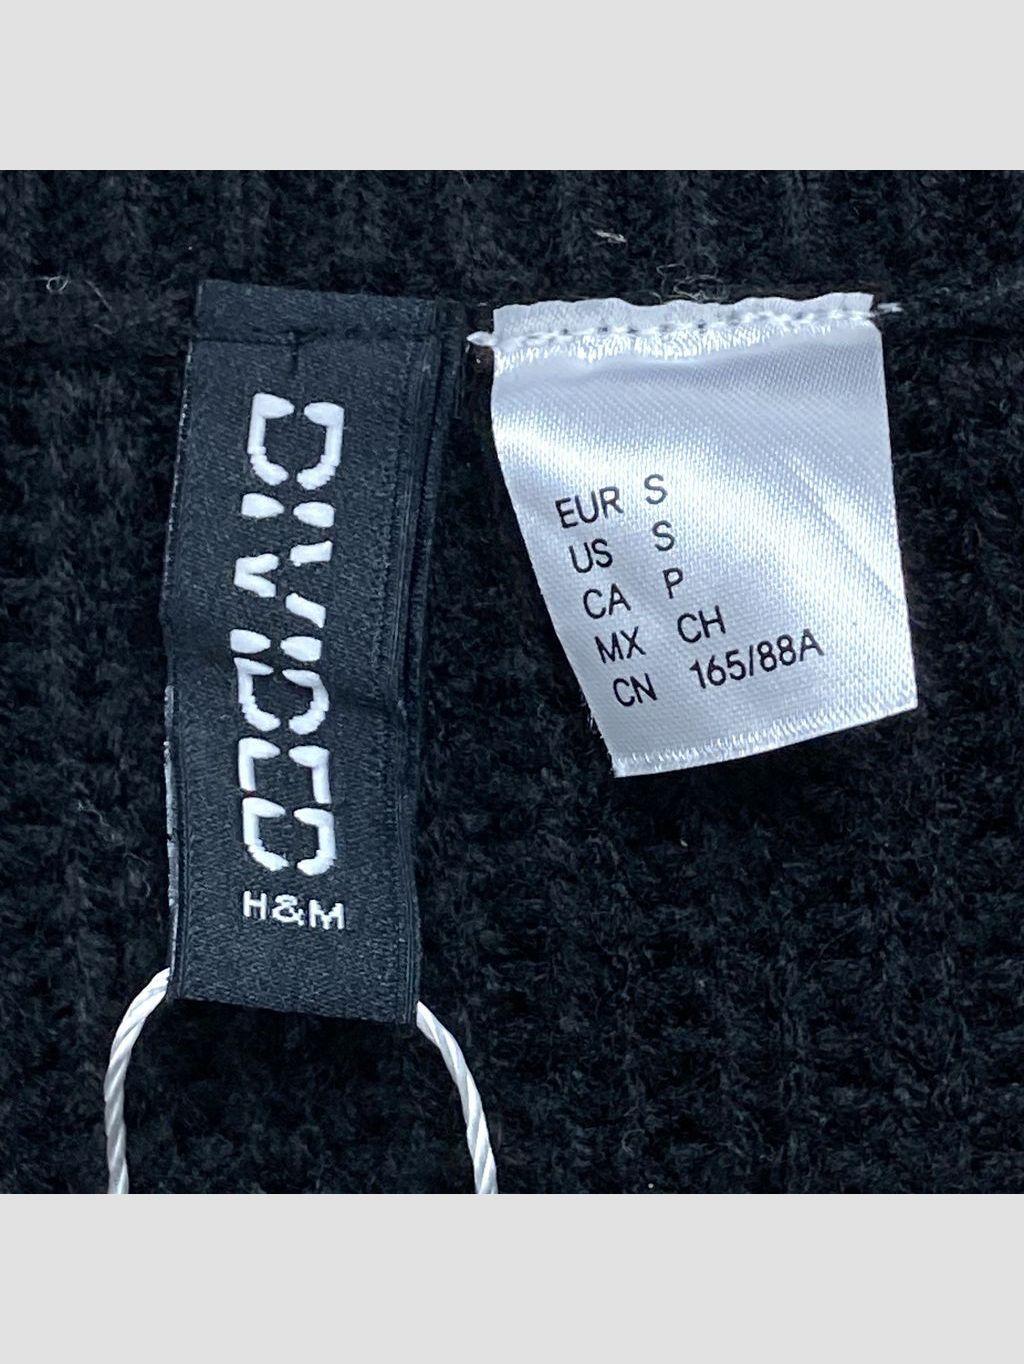 DIVIDED
H&M
EUR S
US S
CA P
MX CH
CN 165/88A